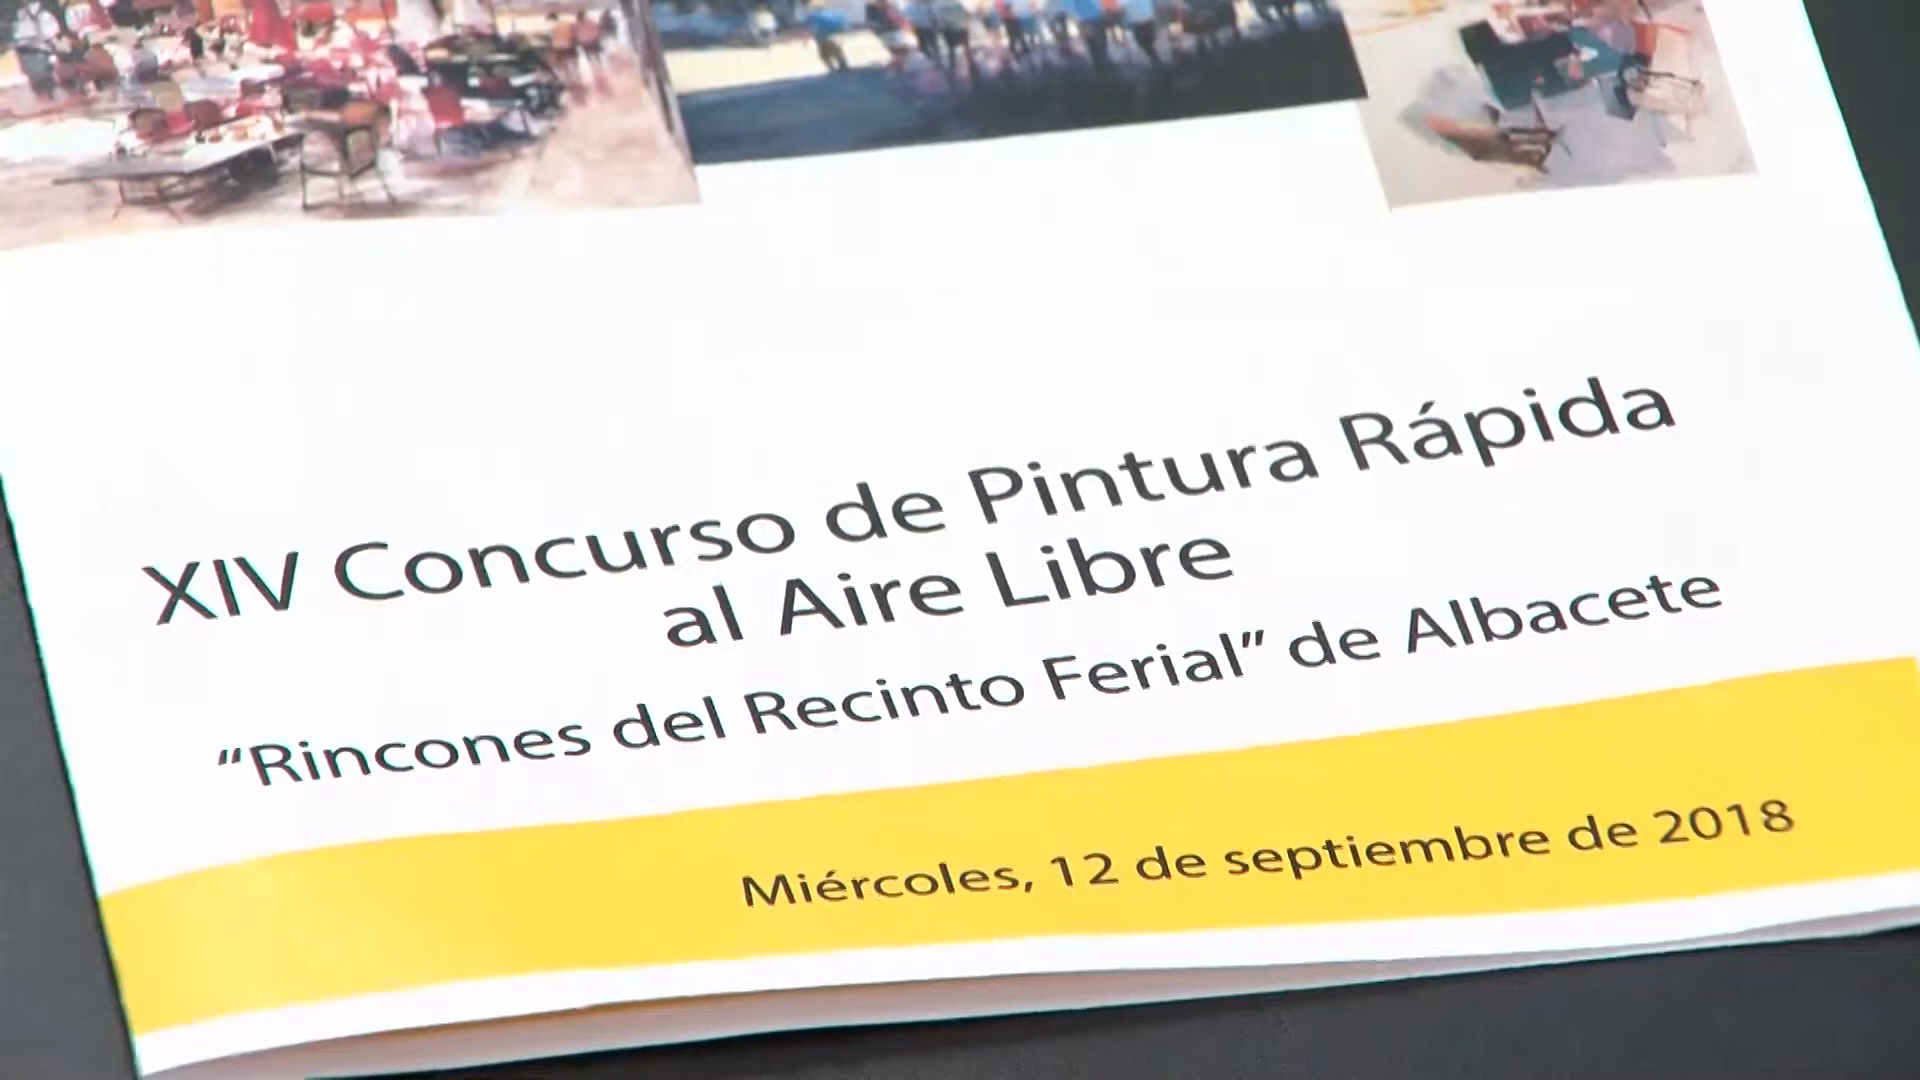 XIV Concurso de Pintura Rápida
al Aire Libre
“Rincones del Recinto Ferial” de Albacete
Miércoles, 12 de septiembre de 2018